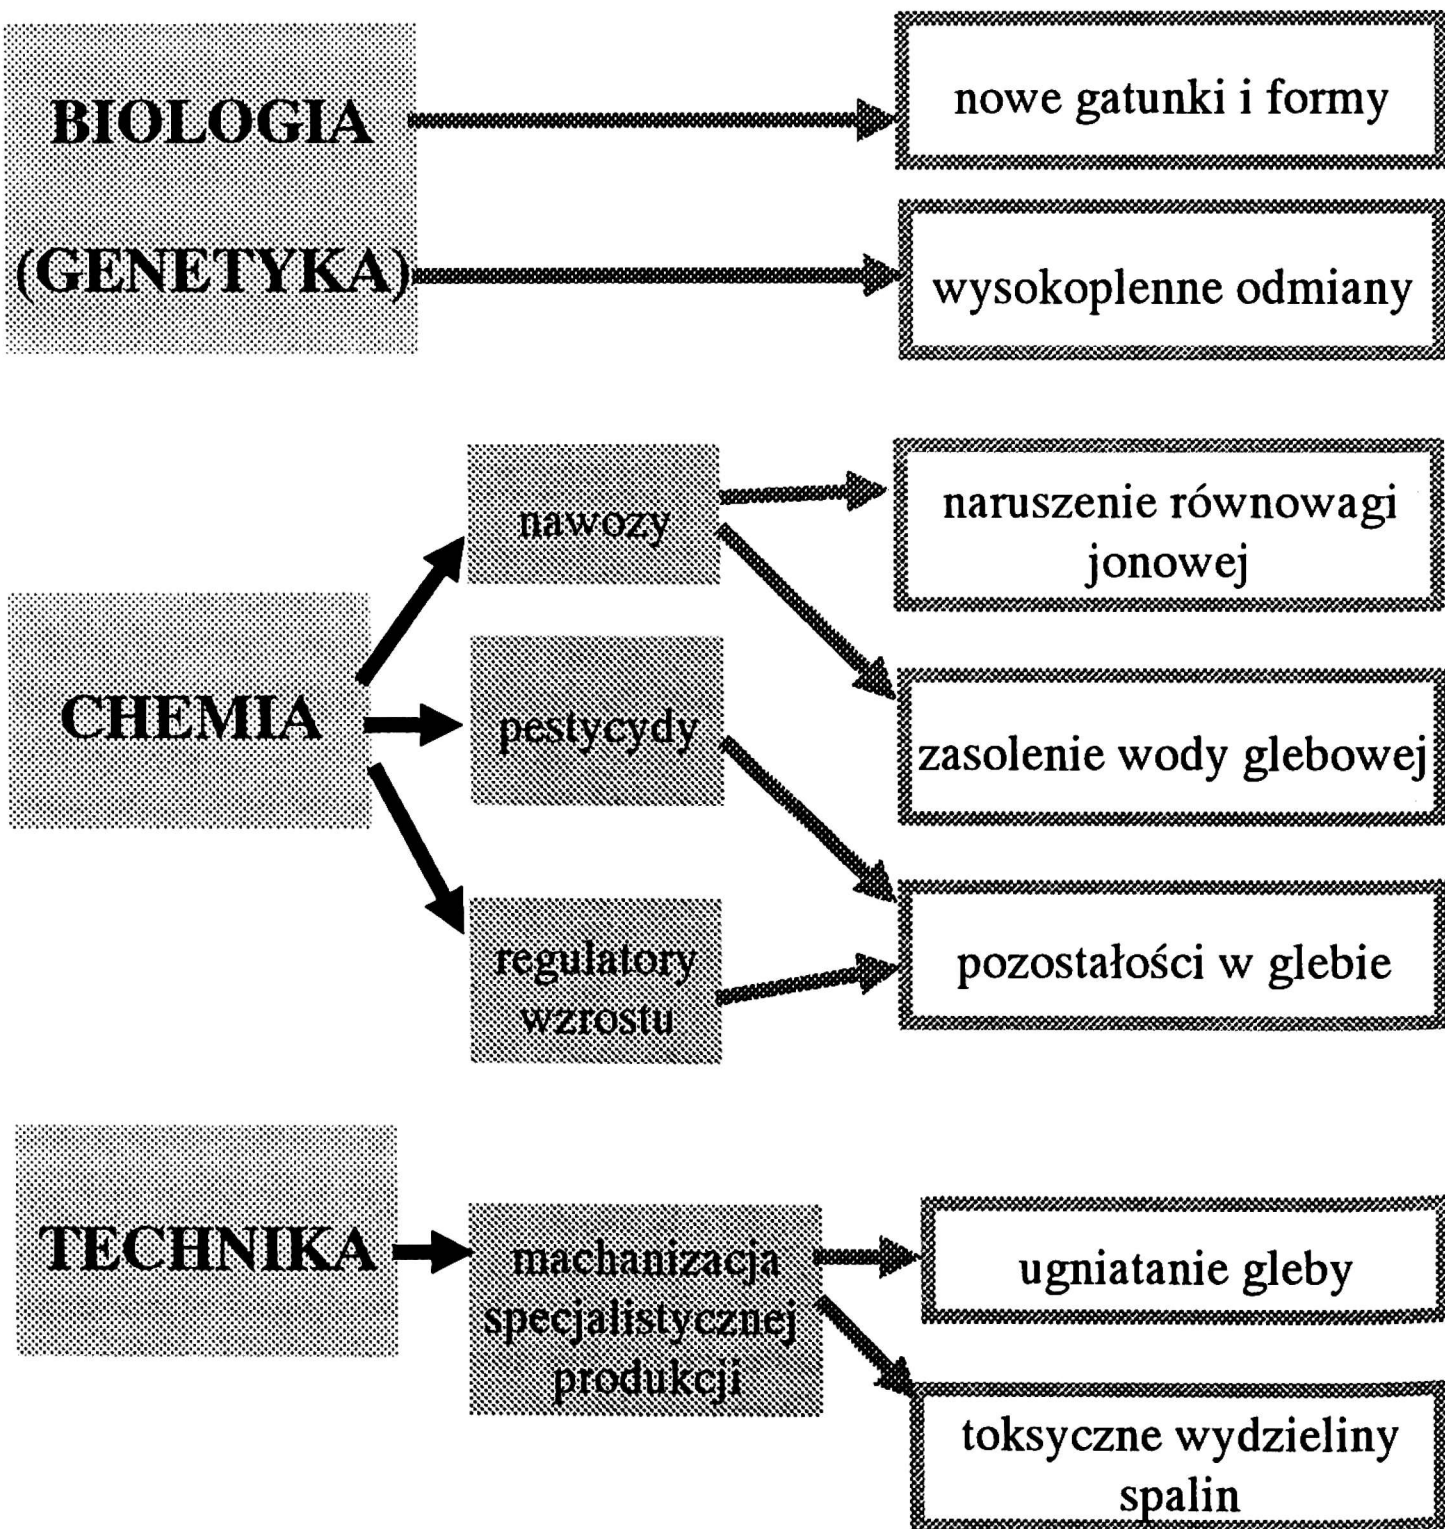 BIOLOGIA
(GENETYKA)
nowe gatunki i formy
wysokoplenne odmiany
CHEMIA
nawozy
pestycydy
regulatory
wzrostu
naruszenie równowagi
jonowej
zasolenie wody glebowej
pozostałości w glebie
TECHNIKA
machanizacja
specjalistycznej
produkcji
ugniatanie gleby
toksyczne wydzieliny
spalin